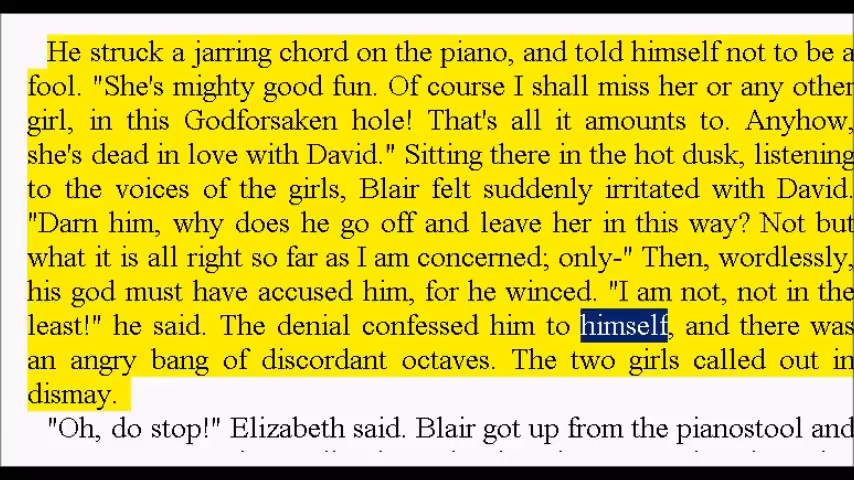 He struck a jarring chord on the piano, and told himself not to be a
fool. "She's mighty good fun. Of course I shall miss her or any other
girl, in this Godforsaken hole! That's all it amounts to. Anyhow,
she's dead in love with David." Sitting there in the hot dusk, listening
to the voices of the girls, Blair felt suddenly irritated with David.
"Darn him, why does he go off and leave her in this way? Not but
what it is all right so far as I am concerned; only-" Then, wordlessly,
his god must have accused him, for he winced. "I am not, not in the
least!" he said. The denial confessed him to himself, and there was
an angry bang of discordant octaves. The two girls called out in
dismay.
"Oh, do stop!" Elizabeth said. Blair got up from the pianostool and